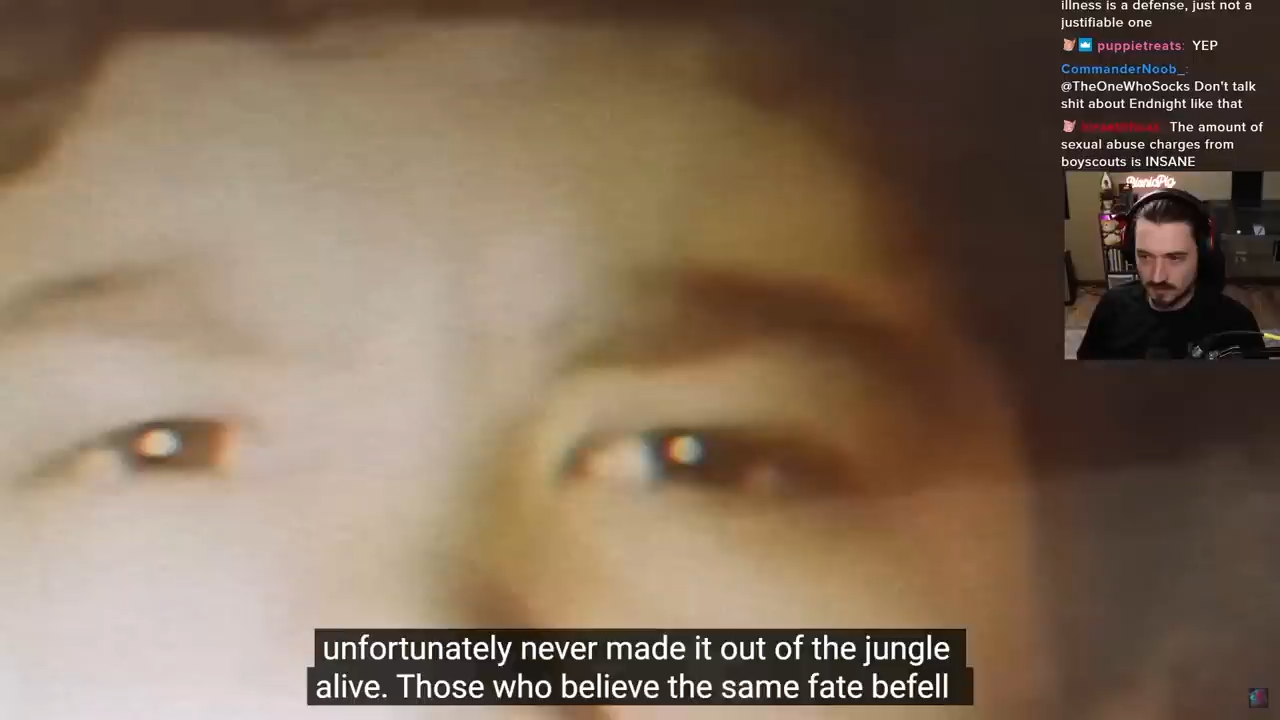 illness is a defense, just not a
justifiable one
puppietreats: YEP
CommanderNoob_:
@TheOneWhoSocks Don't talk
shit about Endnight like that
The amount of
sexual abuse charges from
boyscouts is INSANE
BionicPig
unfortunately never made it out of the jungle
alive. Those who believe the same fate befell